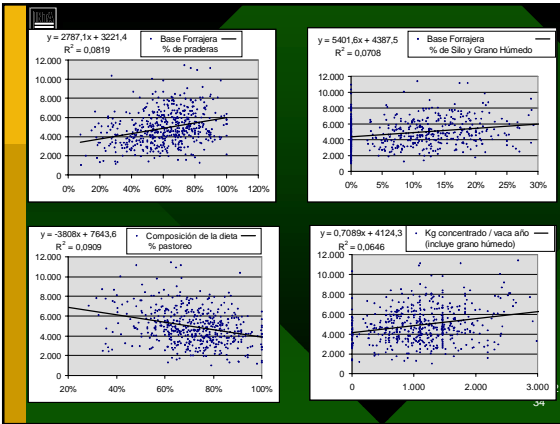 y = 2787,1x + 3221,4
R² = 0,0819
Base Forrajera
% de praderas
12.000
10.000
8.000
6.000
4.000
2.000
-
0% 20% 40% 60% 80% 100% 120%
y = 5401,6x + 4387,5
R² = 0,0708
Base Forrajera
% de Silo y Grano Húmedo
12.000
10.000
8.000
6.000
4.000
2.000
-
0% 5% 10% 15% 20% 25% 30%
y = -3808x + 7643,6
R² = 0,0909
Composición de la dieta
% pastoreo
12.000
10.000
8.000
6.000
4.000
2.000
-
20% 40% 60% 80% 100%
y = 0,7089x + 4124,3
R² = 0,0646
Kg concentrado / vaca año
(incluye grano húmedo)
12.000
10.000
8.000
6.000
4.000
2.000
-
0 1.000 2.000 3.000
34